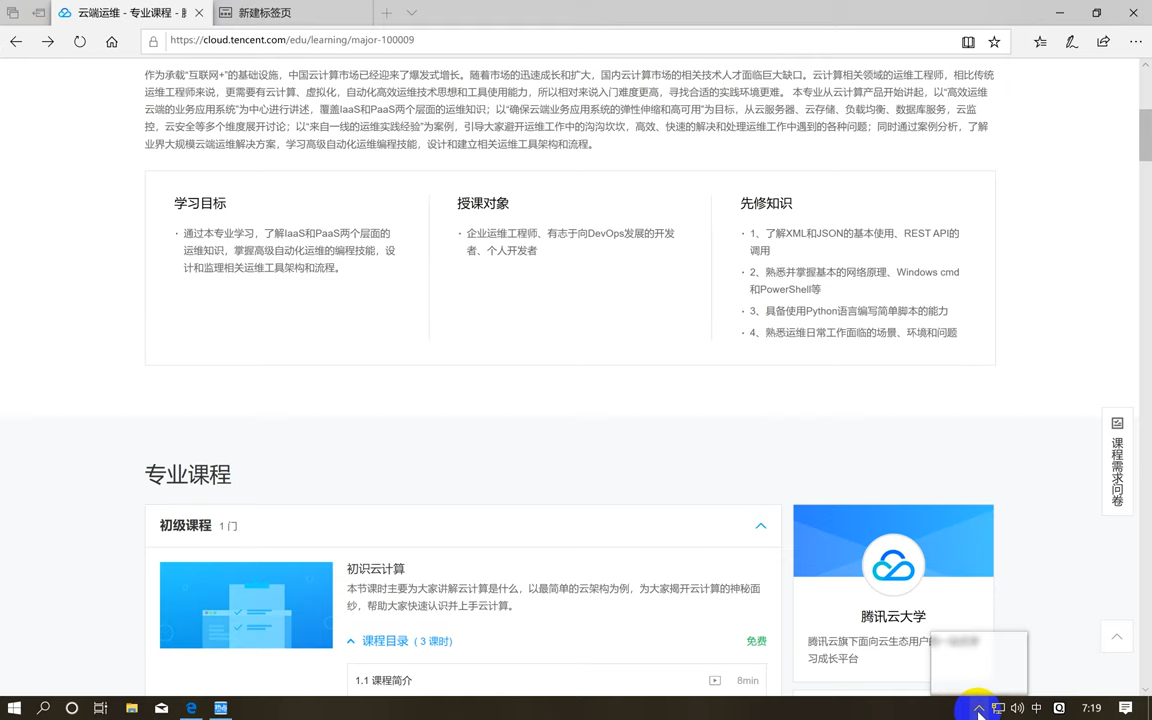 云端运维 - 专业课程 -
新建标签页
https://cloud.tencent.com/edu/learning/major-100009
作为承载“互联网+”的基础设施，中国云计算市场已经迎来了爆发式增长。随着市场的迅速成长和扩大，国内云计算市场的相关技术人才面临巨大缺口。云计算相关领域的运维工程师，相比传统
运维工程师来说，更需要有云计算、虚拟化，自动化高效运维技术思想和工具使用能力，所以相对来说入门难度更高，寻找合适的实践环境更难。 本专业从云计算产品开始讲起，以“高效运维
云端的业务应用系统”为中心进行讲述，覆盖IaaS和PaaS两个层面的运维知识；以“确保云端业务应用系统的弹性伸缩和高可用”为目标，从云服务器、云存储、负载均衡、数据库服务，云监
控，云安全等多个维度展开讨论；以“来自一线的运维实践经验”为案例，引导大家避开运维工作中的沟沟坎坎，高效、快速的解决和处理运维工作中遇到的各种问题；同时通过案例分析，了解
业界大规模云端运维解决方案，学习高级自动化运维编程技能，设计和建立相关运维工具架构和流程。
学习目标
· 通过本专业学习，了解IaaS和PaaS两个层面的
运维知识，掌握高级自动化运维的编程技能，设
计和监理相关运维工具架构和流程。
授课对象
· 企业运维工程师、有志于向DevOps发展的开发
者、个人开发者
先修知识
· 1、了解XML和JSON的基本使用、REST API的
调用
· 2、熟悉并掌握基本的网络原理、Windows cmd
和PowerShell等
· 3、具备使用Python语言编写简单脚本的能力
· 4、熟悉运维日常工作面临的场景、环境和问题
课程需求问卷
专业课程
初级课程 1 门
初识云计算
本节课时主要为大家讲解云计算是什么，以最简单的云架构为例，为大家揭开云计算的神秘面
纱，帮助大家快速认识并上手云计算。
课程目录 ( 3 课时)
免费
1.1 课程简介
8min
腾讯云大学
腾讯云旗下面向云生态用户
习成长平台
中
7:19